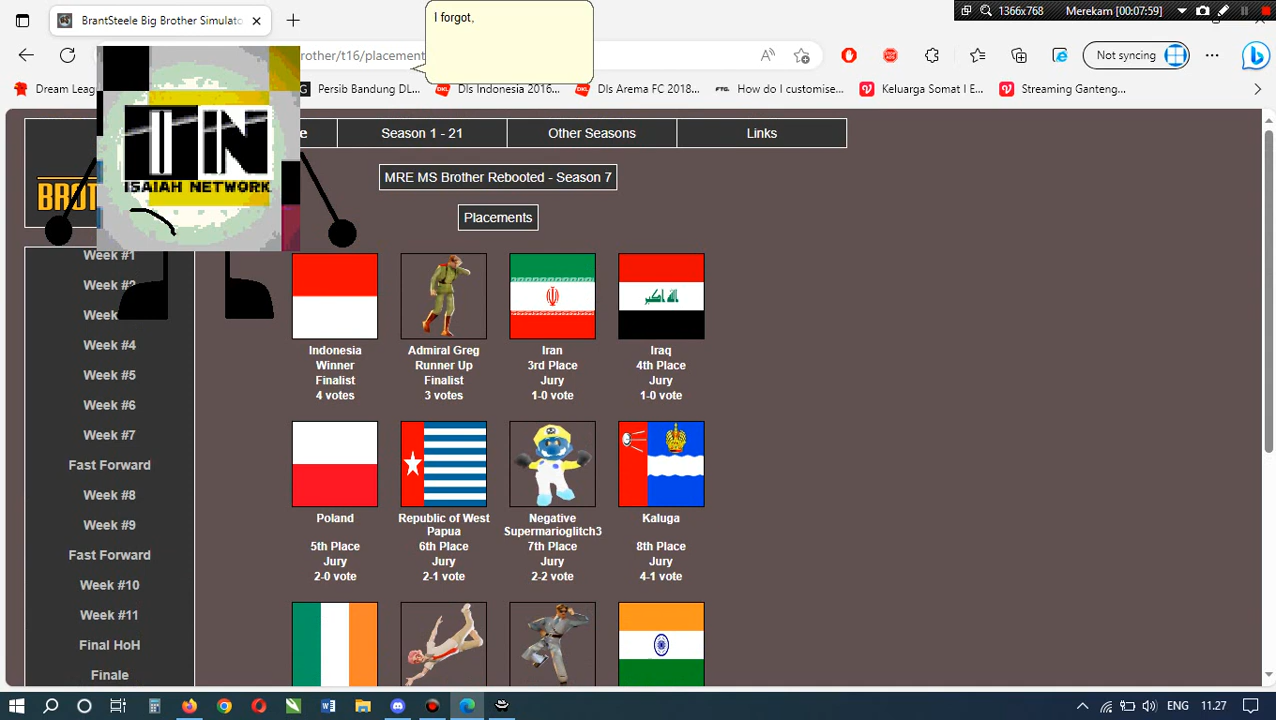 BrantSteele Big Brother Simulato
I forgot,
1366x768
Merekam [00:07:59]
rother/t16/placement
Not syncing
Dream Leag
Persib Bandung DL...
Dls Indonesia 2016...
Dls Arema FC 2018...
How do I customise...
Keluarga Somat I E...
Streaming Ganteng...
e
Season 1 - 21
Other Seasons
Links
IN
ISAIAH NETWORK
BROT
MRE MS Brother Rebooted - Season 7
Placements
Week #1
Week #2
Week
Week #4
Week #5
Week #6
Week #7
Fast Forward
Week #8
Week #9
Fast Forward
Week #10
Week #11
Final HoH
Finale
Indonesia
Winner
Finalist
4 votes
Admiral Greg
Runner Up
Finalist
3 votes
Iran
3rd Place
Jury
1-0 vote
Iraq
4th Place
Jury
1-0 vote
Poland
5th Place
Jury
2-0 vote
Republic of West
Papua
6th Place
Jury
2-1 vote
Negative
Supermarioglitch3
7th Place
Jury
2-2 vote
Kaluga
8th Place
Jury
4-1 vote
ENG
11.27